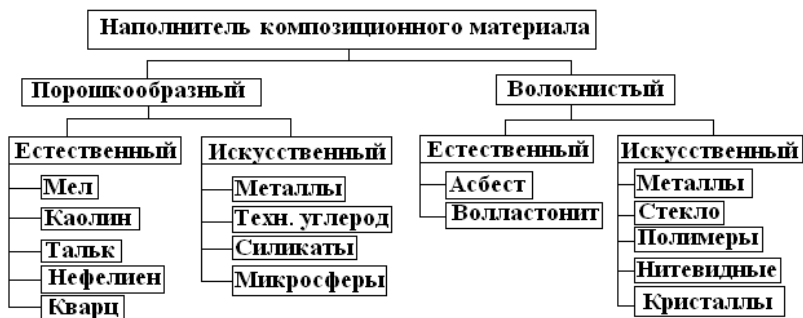 Наполнитель композиционного материала
Порошкообразный
Волокнистый
Естественный
Искусственный
Естественный
Искусственный
Мел
Каолин
Тальк
Нефелиен
Кварц
Металлы
Техн. углерод
Силикаты
Микросферы
Асбест
Волластонит
Металлы
Стекло
Полимеры
Нитевидные
Кристаллы